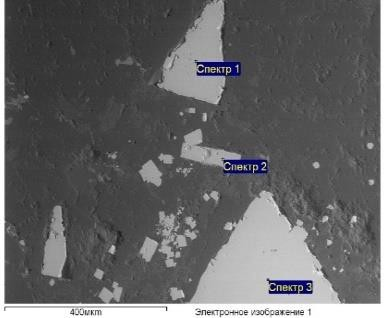 Спектр 1
Спектр 2
Спектр 3
400мкm
Электронное изображение 1